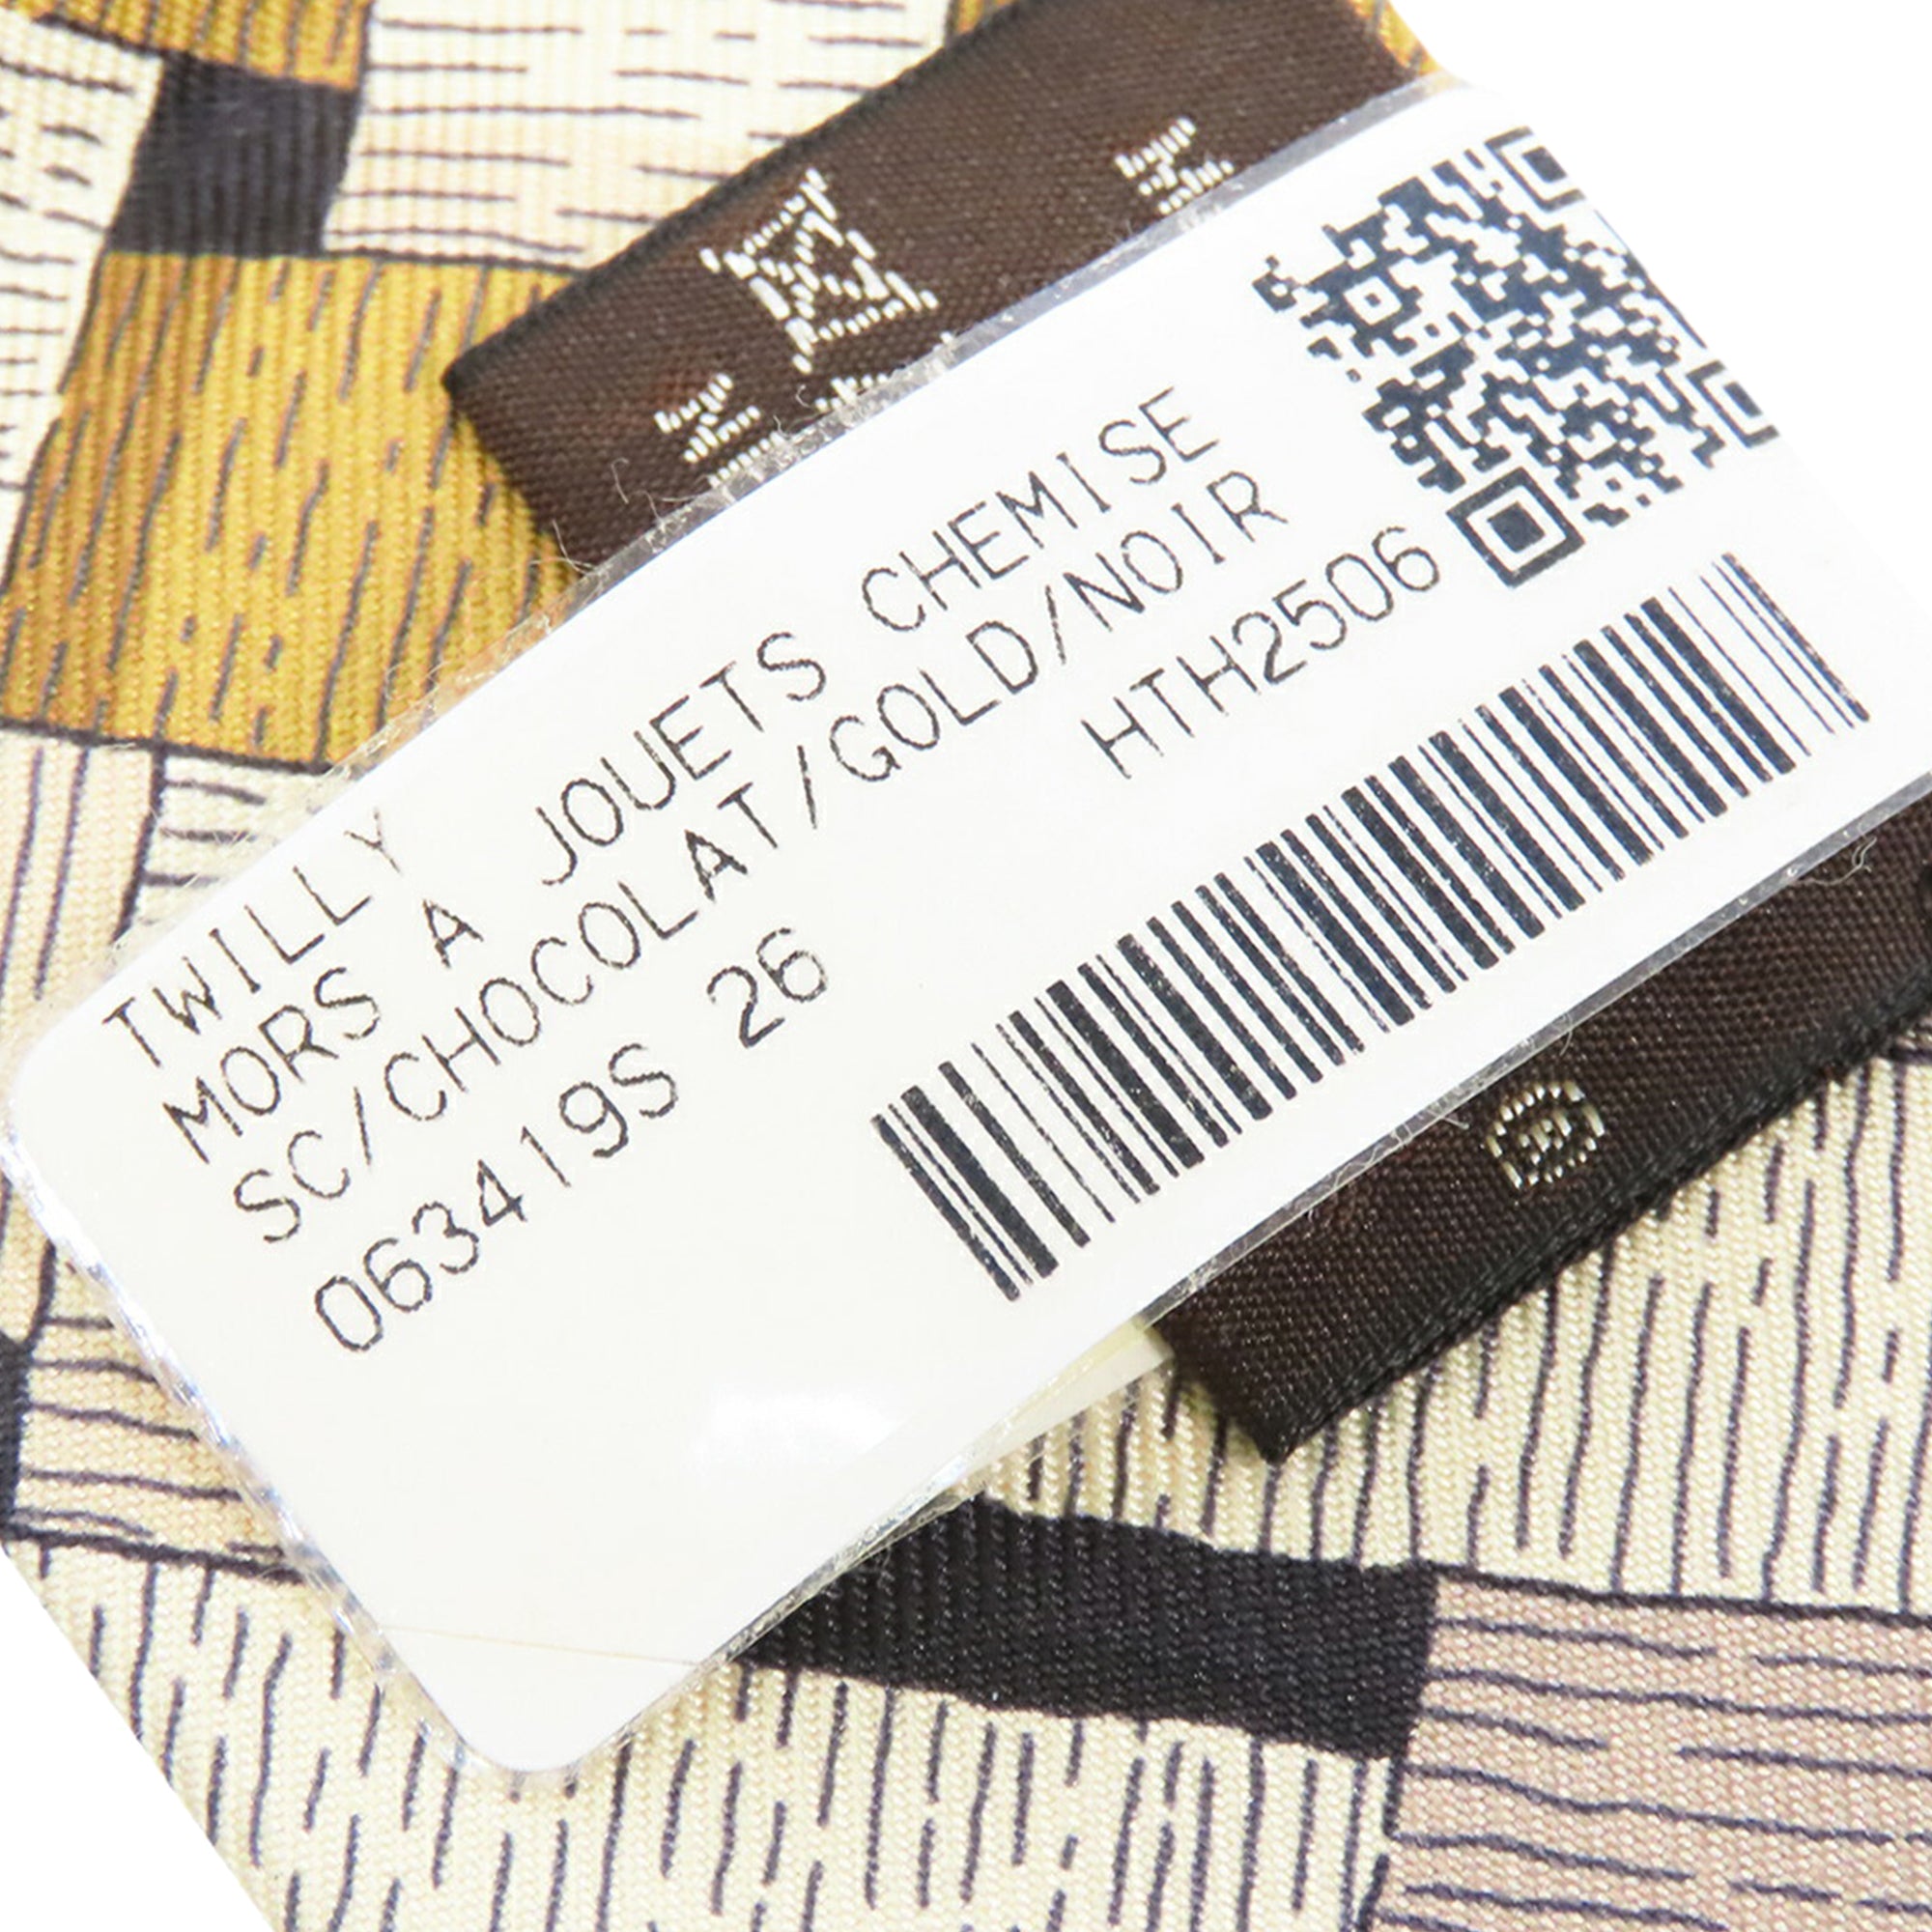 TWILLY
MORS A JOUETS CHEMISE
SC/CHOCOLAT/GOLD/NOIR
063419S 26 HTH2506